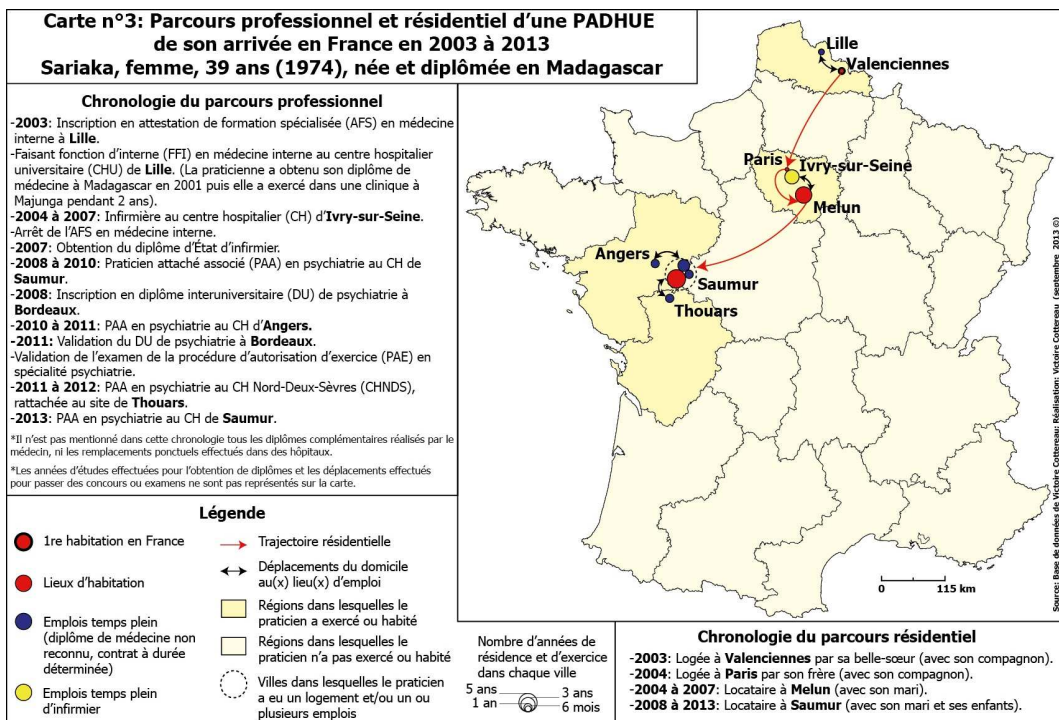 Carte n°3: Parcours professionnel et résidentiel d'une PADHUE
de son arrivée en France en 2003 à 2013
Sariaka, femme, 39 ans (1974), née et diplômée en Madagascar
Chronologie du parcours professionnel
-2003: Inscription en attestation de formation spécialisée (AFS) en médecine
interne à Lille.
-Faisant fonction d'interne (FFI) en médecine interne au centre hospitalier
universitaire (CHU) de Lille. (La praticienne a obtenu son diplôme de
médecine à Madagascar en 2001 puis elle a exercé dans une clinique à
Majunga pendant 2 ans).
-2004 à 2007: Infirmière au centre hospitalier (CH) d'Ivry-sur-Seine.
-Arrêt de l'AFS en médecine interne.
-2007: Obtention du diplôme d'État d'infirmier.
-2008 à 2010: Praticien attaché associé (PAA) en psychiatrie au CH de
Saumur.
-2008: Inscription en diplôme interuniversitaire (DU) de psychiatrie à
Bordeaux.
-2010 à 2011: PAA en psychiatrie au CH d'Angers.
-2011: Validation du DU de psychiatrie à Bordeaux.
-Validation de l'examen de la procédure d'autorisation d'exercice (PAE) en
spécialité psychiatrie.
-2011 à 2012: PAA en psychiatrie au CH Nord-Deux-Sèvres (CHNDS),
rattachée au site de Thouars.
-2013: PAA en psychiatrie au CH de Saumur.
*Il n'est pas mentionné dans cette chronologie tous les diplômes complémentaires réalisés par le
médecin, ni les remplacements ponctuels effectués dans des hôpitaux.
*Les années d'études effectuées pour l'obtention de diplômes et les déplacements effectués
pour passer des concours ou examens ne sont pas représentés sur la carte.
Lille
Valenciennes
Paris
Ivry-sur-Seine
Melun
Angers
Saumur
Thouars
0 115 km
Source: Base de données de Victoire Cottereau; Réalisation: Victoire Cottereau (septembre 2013 ©)
Légende
1re habitation en France
Lieux d'habitation
Emplois temps plein
(diplôme de médecine non
reconnu, contrat à durée
déterminée)
Emplois temps plein
d'infirmier
Trajectoire résidentielle
Déplacements du domicile
au(x) lieu(x) d'emploi
Régions dans lesquelles le
praticien a exercé ou habité
Régions dans lesquelles le
praticien n'a pas exercé ou habité
Villes dans lesquelles le praticien
a eu un logement et/ou un ou
plusieurs emplois
Nombre d'années de
résidence et d'exercice
dans chaque ville
5 ans
1 an
3 ans
6 mois
Chronologie du parcours résidentiel
-2003: Logée à Valenciennes par sa belle-sœur (avec son compagnon).
-2004: Logée à Paris par son frère (avec son compagnon).
-2004 à 2007: Locataire à Melun (avec son mari).
-2008 à 2013: Locataire à Saumur (avec son mari et ses enfants).